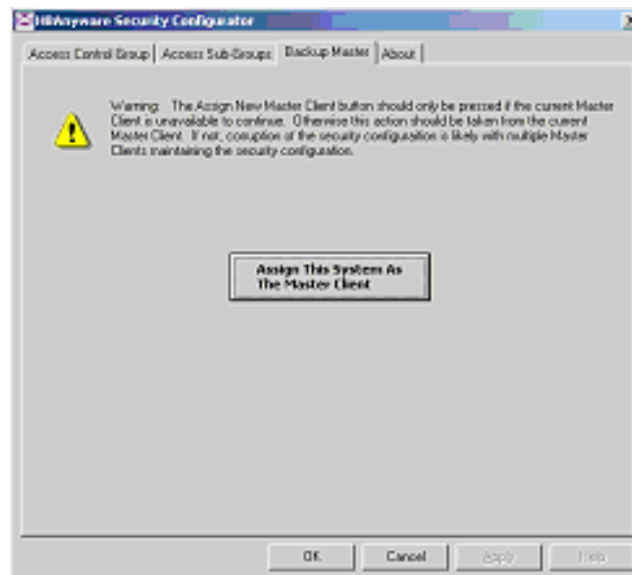 HBAnyware Security Configurator
Access Control Group Access Sub-Groups Backup Master About
Warning: The Assign New Master Client button should only be pressed if the current Master
Client is unavailable to continue. Otherwise this action should be taken from the current
Master Client. If not, corruption of the security configuration is likely with multiple Master
Clients maintaining the security configuration.
Assign This System As
The Master Client
OK Cancel Apply Help